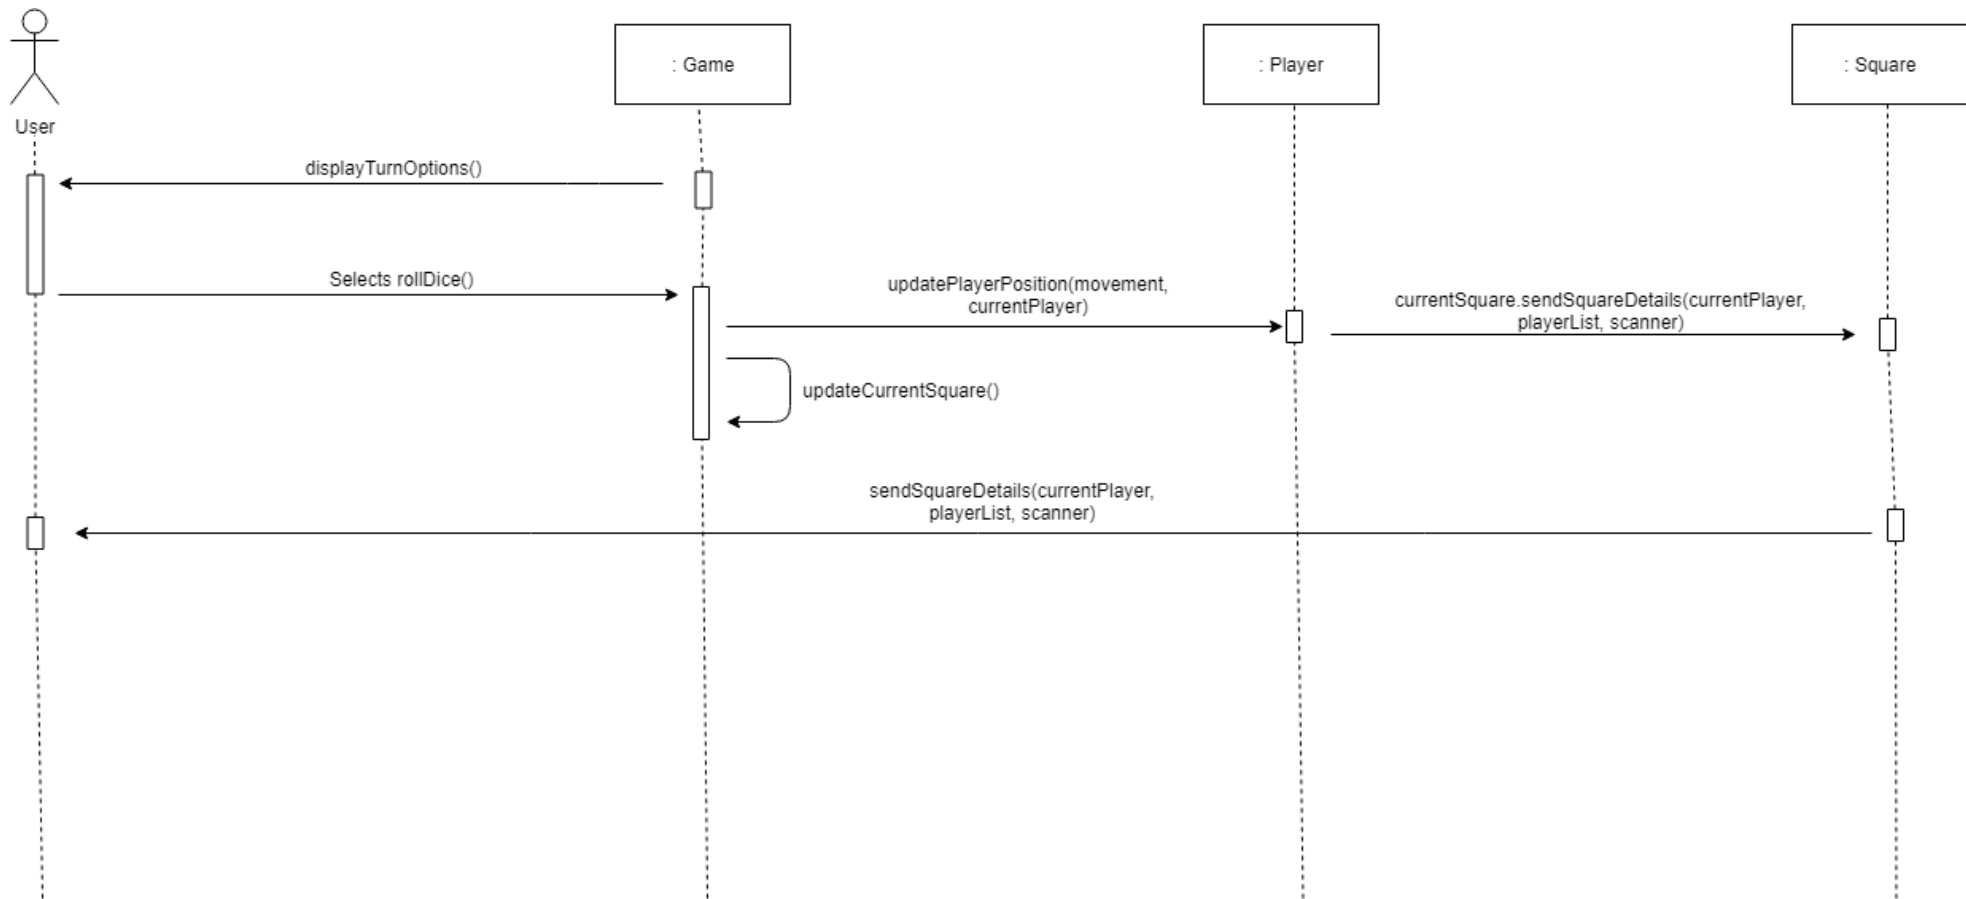 : Game
: Player
: Square
User
displayTurnOptions()
Selects rollDice()
updatePlayerPosition(movement,
currentPlayer)
currentSquare.sendSquareDetails(currentPlayer,
playerList, scanner)
updateCurrentSquare()
sendSquareDetails(currentPlayer,
playerList, scanner)